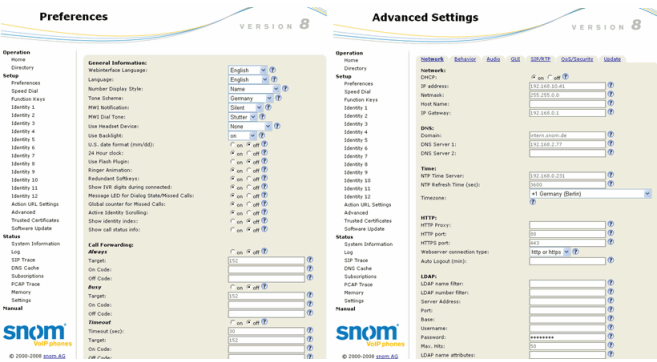 Preferences
VERSION 8
Operation
Home
Directory
Setup
Preferences
Speed Dial
Function Keys
Identity 1
Identity 2
Identity 3
Identity 4
Identity 5
Identity 6
Identity 7
Identity 8
Identity 9
Identity 10
Identity 11
Identity 12
Action URL Settings
Advanced
Trusted Certificates
Software Update
Status
System Information
Log
SIP Trace
DNS Cache
Subscriptions
PCAP Trace
Memory
Settings
Manual
snom
VoIP phones
© 2000-2008 snom AG
General Information:
Webinterface Language: English
Language: English
Number Display Style: Name
Tone Scheme: Germany
MWI Notification: Silent
MWI Dial Tone: Stutter
Use Headset Device: None
Use Backlight: on
U.S. date format (mm/dd): on off
24 Hour clock: on off
Use Flash Plugin: on off
Ringer Animation: on off
Redundant Softkeys: on off
Show IVR digits during connected: on off
Message LED for Dialog State/Missed Calls: on off
Global counter for Missed Calls: on off
Active Identity Scrolling: on off
Show identity index: on off
Show call status info: on off
Call Forwarding:
Always on off
Target: 152
On Code:
Off Code:
Busy on off
Target: 152
On Code:
Off Code:
Timeout on off
Timeout (sec): 20
Target: 152
On Code:
Off Code:
Advanced Settings
VERSION 8
Operation
Home
Directory
Setup
Preferences
Speed Dial
Function Keys
Identity 1
Identity 2
Identity 3
Identity 4
Identity 5
Identity 6
Identity 7
Identity 8
Identity 9
Identity 10
Identity 11
Identity 12
Action URL Settings
Advanced
Trusted Certificates
Software Update
Status
System Information
Log
SIP Trace
DNS Cache
Subscriptions
PCAP Trace
Memory
Settings
Manual
snom
VoIP phones
© 2000-2008 snom AG
Network Behavior Audio GUI SIP/RTP QoS/Security Update
Network:
DHCP: on off
IP address: 192.168.10.41
Netmask: 255.255.0.0
Host Name:
IP Gateway: 192.168.0.1
DNS:
Domain: intern.snom.de
DNS Server 1: 192.168.2.77
DNS Server 2:
Time:
NTP Time Server: 192.168.0.231
NTP Refresh Time (sec): 3600
Timezone: +1 Germany (Berlin)
HTTP:
HTTP Proxy:
HTTP port: 80
HTTPS port: 443
Webserver connection type: http or https
Auto Logout (min):
LDAP:
LDAP name filter:
LDAP number filter:
Server Address:
Port:
Base:
Username:
Password: ********
Max. Hits: 50
LDAP name attributes: